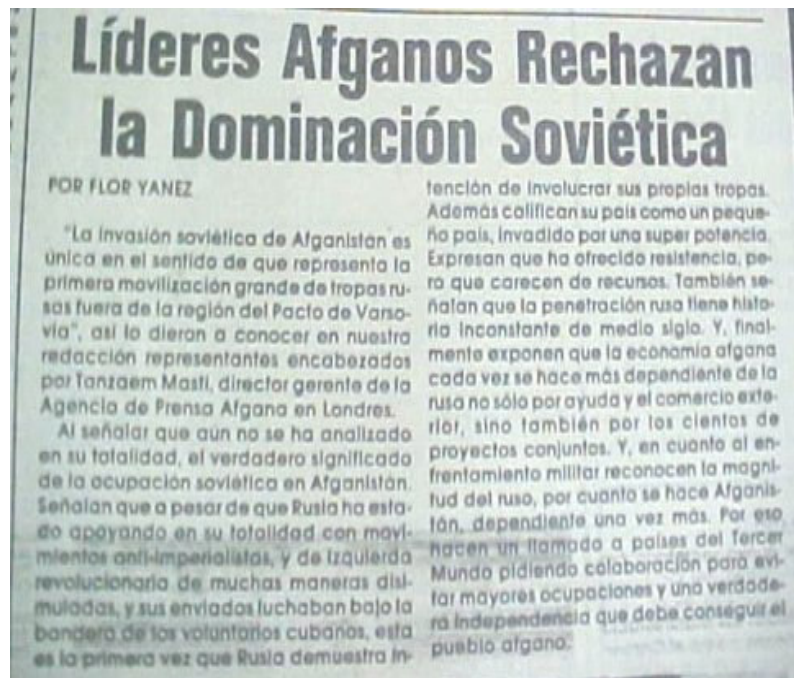 Líderes Afganos Rechazan
la Dominación Soviética
POR FLOR YANEZ
"La invasión soviética de Afganistán es
única en el sentido de que representa la
primera movilización grande de tropas ru-
sas fuera de la región del Pacto de Varso-
via", así lo dieron a conocer en nuestra
redacción representantes encabezados
por Tanzaem Masti, director gerente de la
Agencia de Prensa Afgana en Londres.
Al señalar que aun no se ha analizado
en su totalidad, el verdadero significado
de la ocupación soviética en Afganistán.
Señalan que a pesar de que Rusia ha esta-
do apoyando en su totalidad con movi-
mientos anti-imperialistas, y de izquierda
revolucionaria de muchas maneras disi-
muladas, y sus enviados luchaban bajo la
bandera de los voluntarios cubanos, esta
es la primera vez que Rusia demuestra in-
tención de involucrar sus propias tropas.
Además califican su país como un peque-
ño país, invadido por una super potencia.
Expresan que ha ofrecido resistencia, pe-
ro que carecen de recursos. También se-
ñalan que la penetración rusa tiene histo-
ria inconstante de medio siglo. Y, final-
mente exponen que la economía afgana
cada vez se hace más dependiente de la
rusa no sólo por ayuda y el comercio exte-
rior, sino también por los cientos de
proyectos conjuntos. Y, en cuanto al en-
frentamiento militar reconocen la magni-
tud del ruso, por cuanto se hace Afganis-
tán, dependiente una vez más. Por eso
hacen un llamado a países del Tercer
Mundo pidiendo colaboración para evi-
tar mayores ocupaciones y una verdade-
ra independencia que debe conseguir el
pueblo afgano.